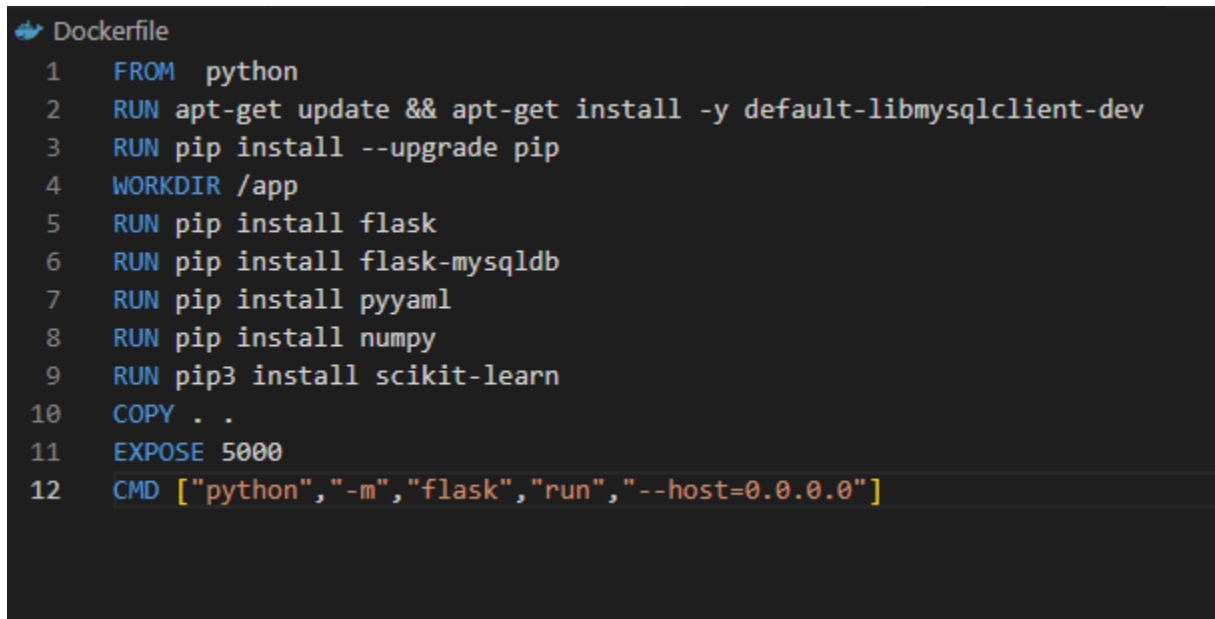 Dockerfile
1 FROM  python
2 RUN apt-get update && apt-get install -y default-libmysqlclient-dev
3 RUN pip install --upgrade pip
4 WORKDIR /app
5 RUN pip install flask
6 RUN pip install flask-mysqldb
7 RUN pip install pyyaml
8 RUN pip install numpy
9 RUN pip3 install scikit-learn
10 COPY . .
11 EXPOSE 5000
12 CMD ["python","-m","flask","run","--host=0.0.0.0"]